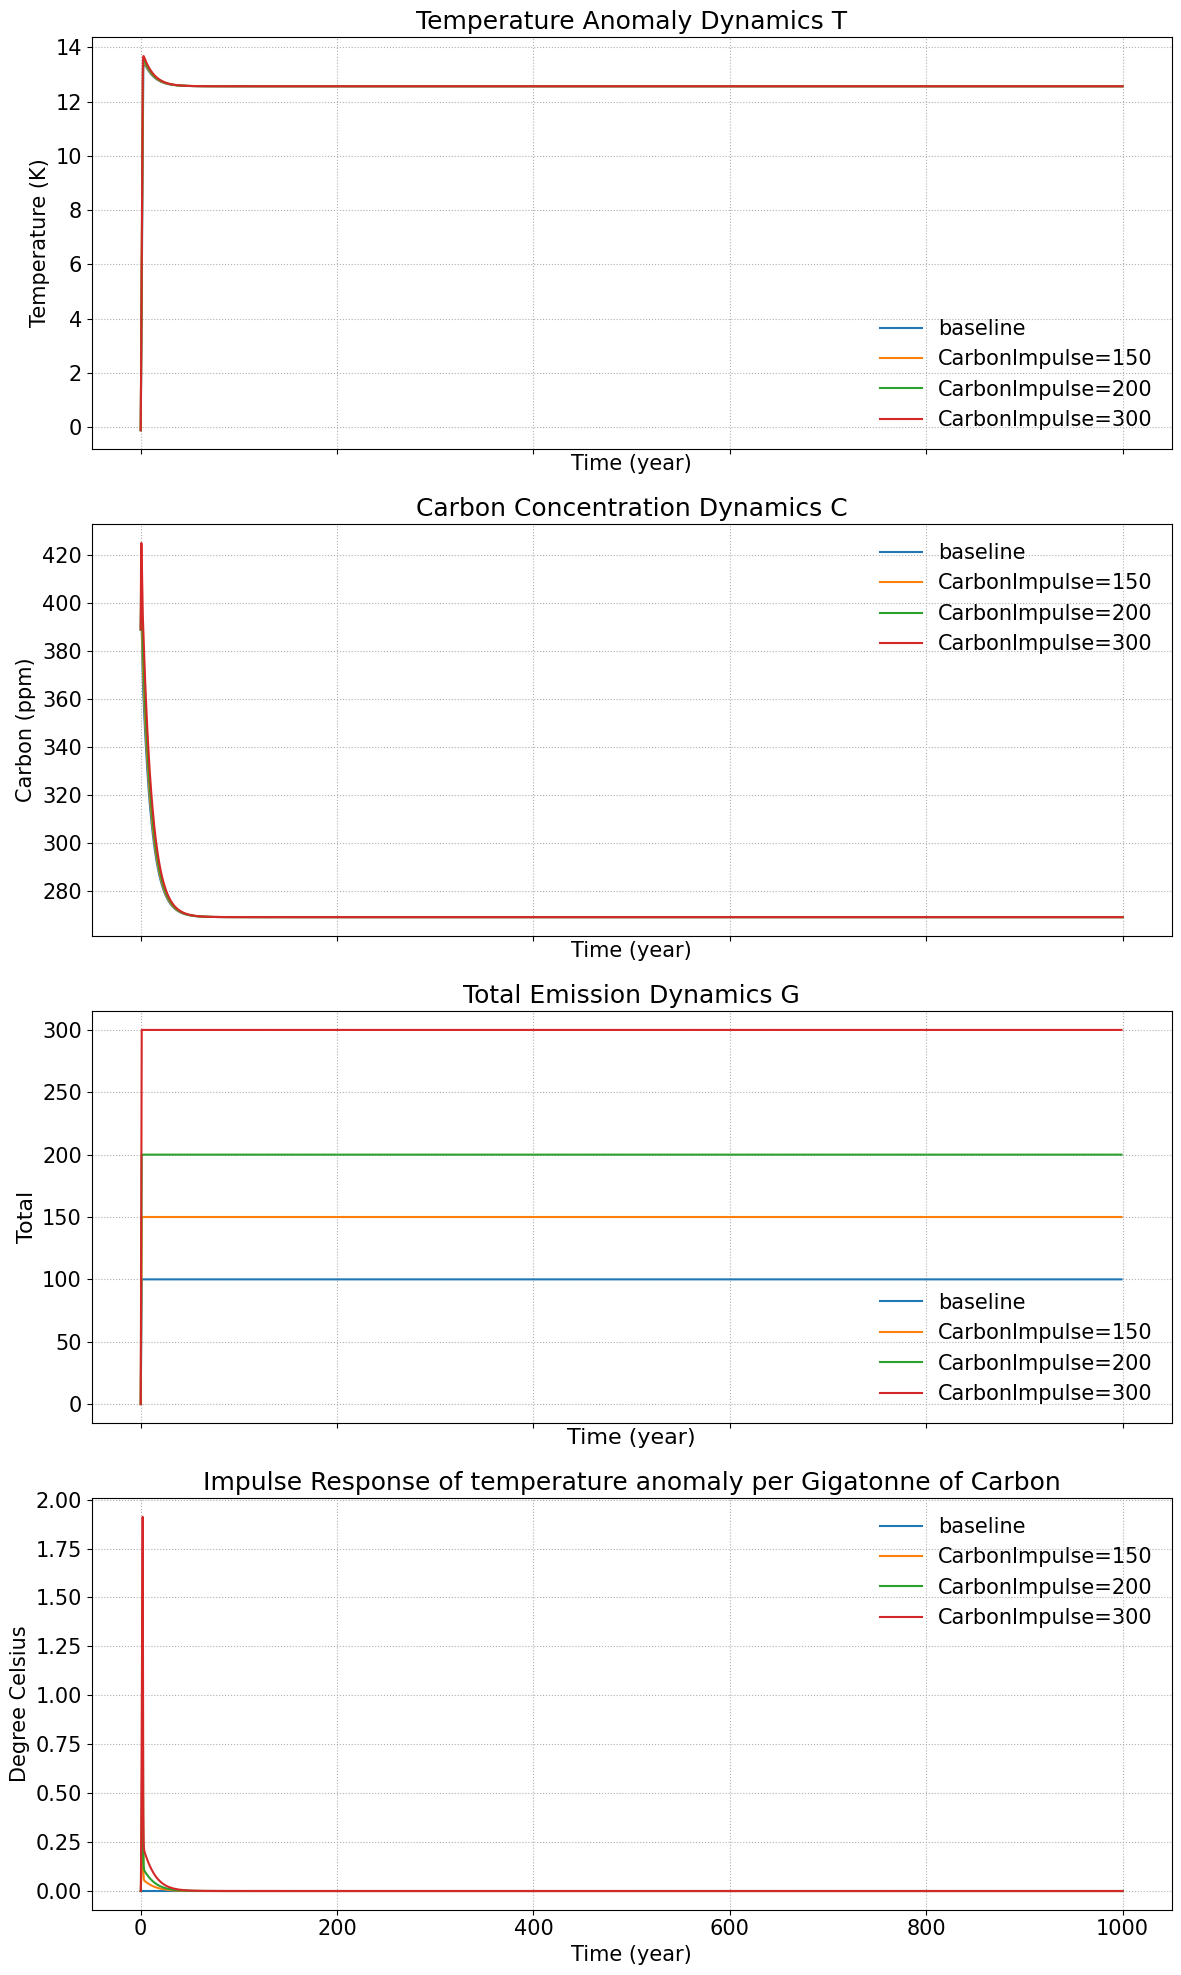 Temperature Anomaly Dynamics T
14
12
10
8
6
4
2
0
Temperature (K)
baseline
CarbonImpulse=150
CarbonImpulse=200
CarbonImpulse=300
Time (year)
Carbon Concentration Dynamics C
420
400
380
360
340
320
300
280
Carbon (ppm)
baseline
CarbonImpulse=150
CarbonImpulse=200
CarbonImpulse=300
Time (year)
Total Emission Dynamics G
300
250
200
150
100
50
0
Total
baseline
CarbonImpulse=150
CarbonImpulse=200
CarbonImpulse=300
Time (year)
Impulse Response of temperature anomaly per Gigatonne of Carbon
2.00
1.75
1.50
1.25
1.00
0.75
0.50
0.25
0.00
Degree Celsius
baseline
CarbonImpulse=150
CarbonImpulse=200
CarbonImpulse=300
0 200 400 600 800 1000
Time (year)